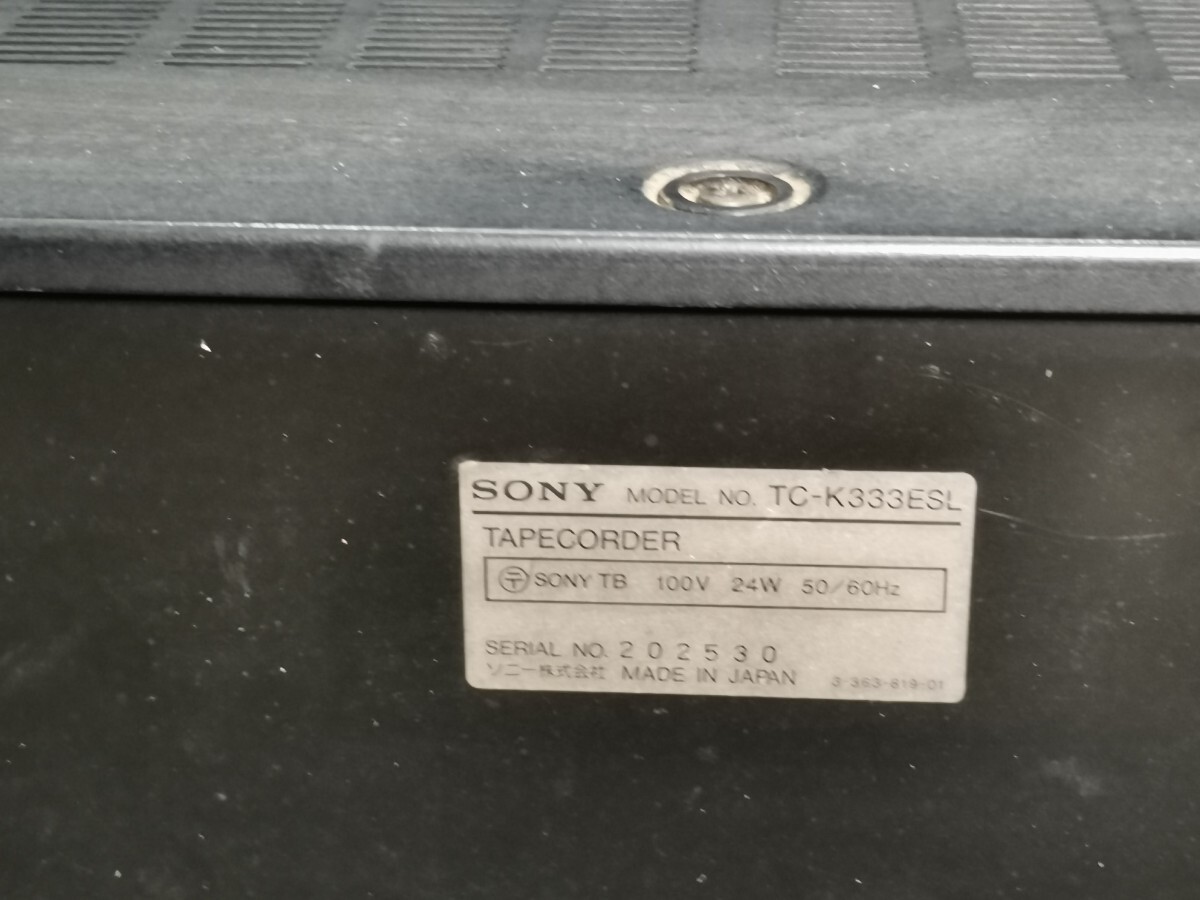 SONY MODEL NO. TC-K333ESL
TAPECORDER
〒 SONY TB 100V 24W 50/60Hz
SERIAL NO. 202530
ソニー株式会社 MADE IN JAPAN 3-363-819-01